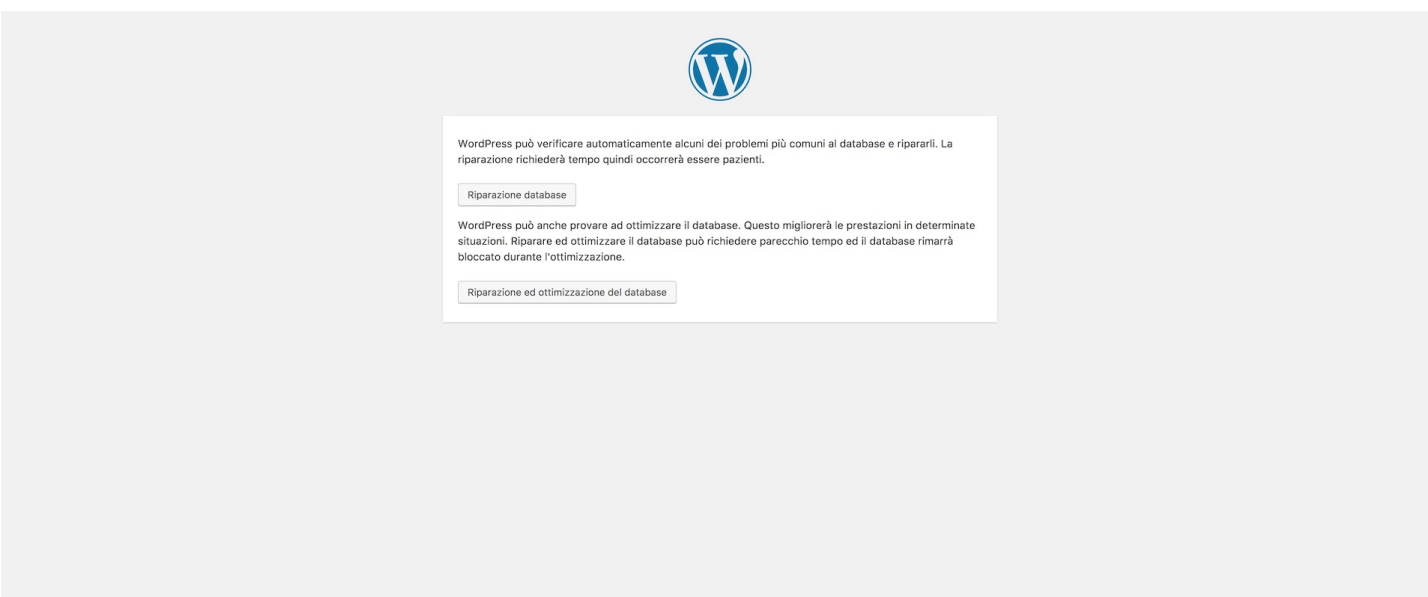 WordPress può verificare automaticamente alcuni dei problemi più comuni al database e ripararli. La
riparazione richiederà tempo quindi occorrerà essere pazienti.
Riparazione database
WordPress può anche provare ad ottimizzare il database. Questo migliorerà le prestazioni in determinate
situazioni. Riparare ed ottimizzare il database può richiedere parecchio tempo ed il database rimarrà
bloccato durante l'ottimizzazione.
Riparazione ed ottimizzazione del database